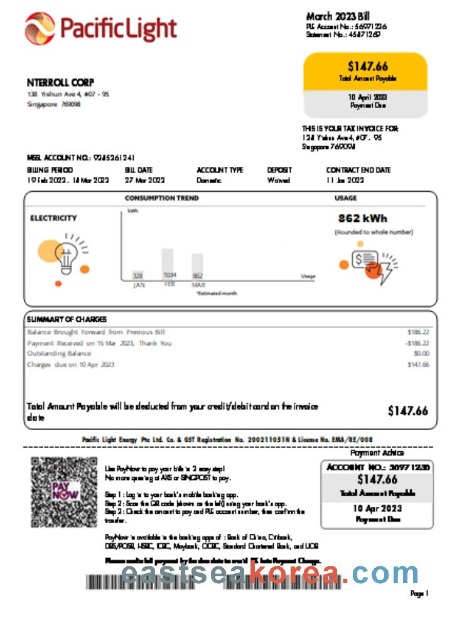 PacificLight
March 2023 Bill
PLE Account No.: 56971236
Statement No.: 45871269
$147.66
Total Amount Payable
10 April 2023
Payment Due
NTERROLL CORP
138 Yishun Ave 4, #07 - 95
Singapore 769098
THIS IS YOUR TAX INVOICE FOR:
138 Yishun Ave 4, #07 - 95
Singapore 769098
MSSL ACCOUNT NO.: 9285261241
BILLING PERIOD BILL DATE ACCOUNT TYPE DEPOSIT CONTRACT END DATE
19 Feb 2023 - 18 Mar 2023 27 Mar 2023 Domestic Waived 11 Jan 2023
CONSUMPTION TREND USAGE
ELECTRICITY
kWh
328 1034 862
JAN FEB MAR
Usage
*Estimated month
862 kWh
(Rounded to whole number)
SUMMARY OF CHARGES
Balance Brought Forward from Previous Bill $186.22
Payment Received on 15 Mar 2023, Thank You -$186.22
Outstanding Balance $0.00
Charges due on 10 Apr 2023 $147.66
Total Amount Payable will be deducted from your credit/debit card on the invoice
date
$147.66
Pacific Light Energy Pte Ltd. Co. & GST Registration No. 200211051N & License No. EMA/RE/008
Payment Advice
PAY
NOW
Use PayNow to pay your bills in 3 easy step!
No more queuing at AXS or SINGPOST to pay.
Step 1 : Log in to your bank's mobile banking app.
Step 2 : Scan the QR code (shown on the left) using your bank's app.
Step 3 : Check the amount to pay and PLE account number, then confirm the
transfer.
PayNow is available in the banking apps of : Bank of China, Citibank,
DBS/POSB, HSBC, ICBC, Maybank, OCBC, Standard Chartered Bank, and UOB
Please make full payment by the due date to avoid
Late Payment Charge.
ACCOUNT NO.: 56971236
$147.66
Total Amount Payable
10 Apr 2023
Payment Due
eastseakorea.com
Page 1